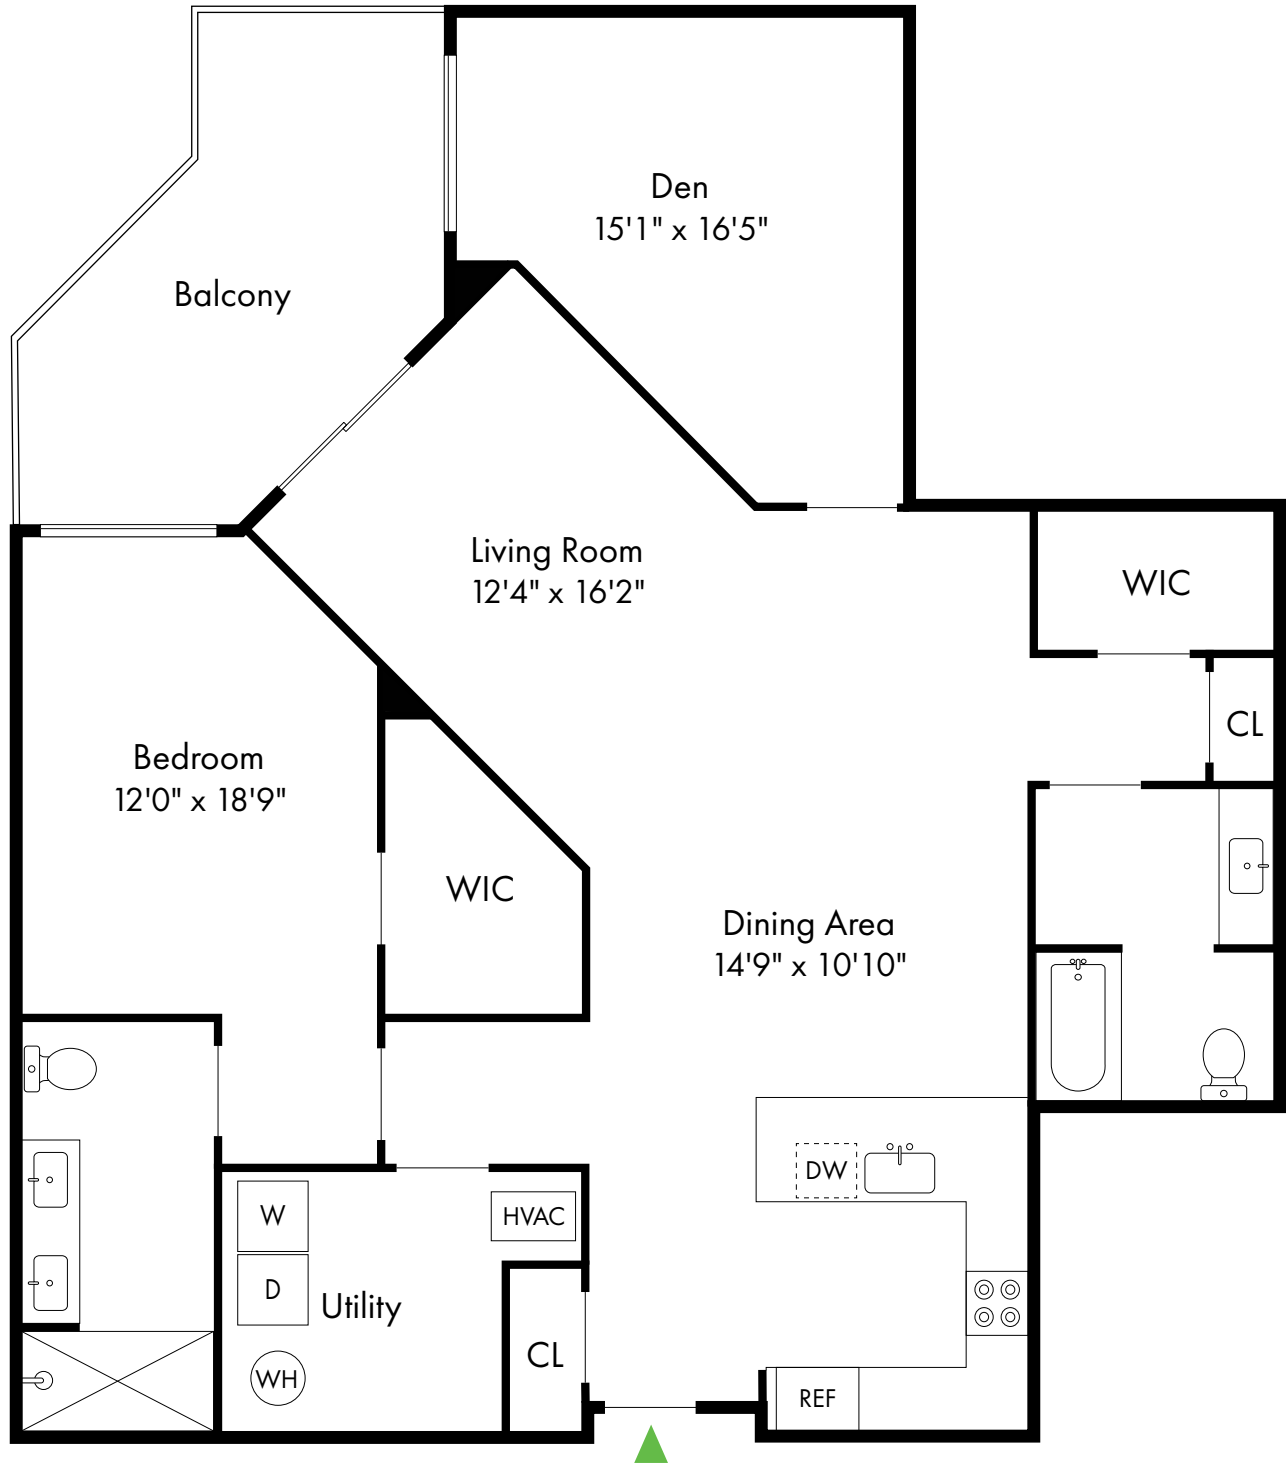 Den
15'1" x 16'5"
Balcony
Living Room
12'4" x 16'2"
WIC
CL
Bedroom
12'0" x 18'9"
WIC
Dining Area
14'9" x 10'10"
DW
W
HVAC
D
Utility
CL
WH
REF